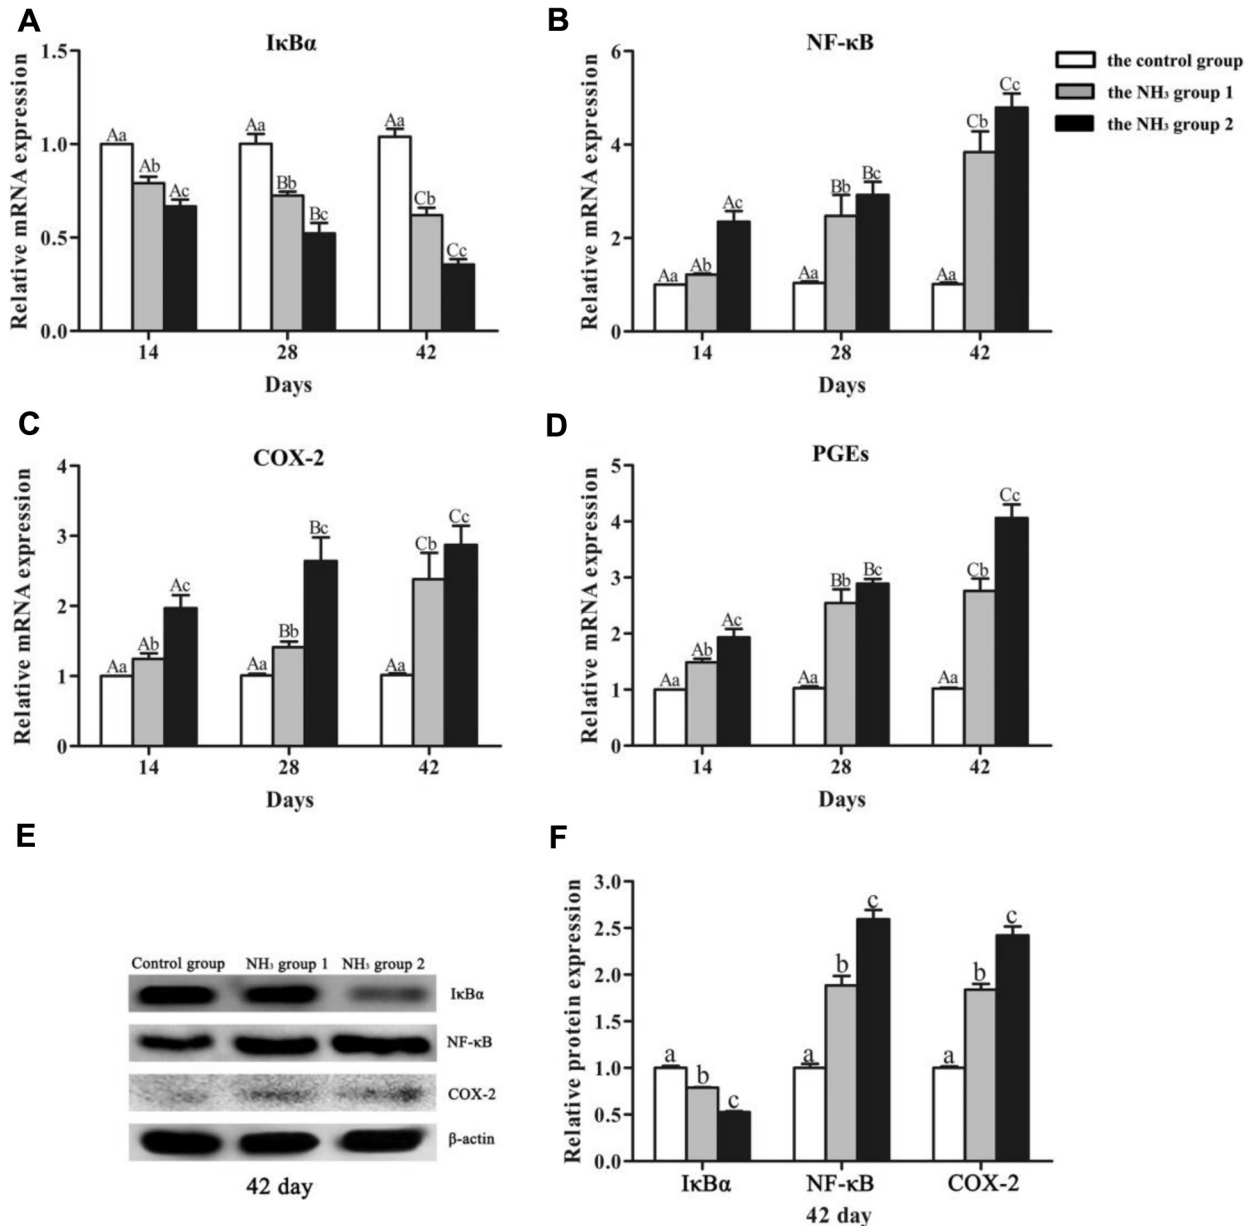 A
IκBα
Relative mRNA expression
1.5
1.0
0.5
0.0
Aa
Ab
Ac
Aa
Bb
Bc
Aa
Cb
Cc
14
28
42
Days
B
NF-κB
Relative mRNA expression
6
4
2
0
Aa
Ab
Ac
Aa
Bb
Bc
Aa
Cb
Cc
14
28
42
Days
the control group
the NH₃ group 1
the NH₃ group 2
C
COX-2
Relative mRNA expression
4
3
2
1
0
Aa
Ab
Ac
Aa
Bb
Bc
Aa
Cb
Cc
14
28
42
Days
D
PGEs
Relative mRNA expression
5
4
3
2
1
0
Aa
Ab
Ac
Aa
Bb
Bc
Aa
Cb
Cc
14
28
42
Days
E
Control group NH₃ group 1 NH₃ group 2
IκBα
NF-κB
COX-2
β-actin
42 day
F
Relative protein expression
3.0
2.5
2.0
1.5
1.0
0.5
0.0
a
b
c
a
b
c
a
b
c
IκBα
NF-κB
COX-2
42 day